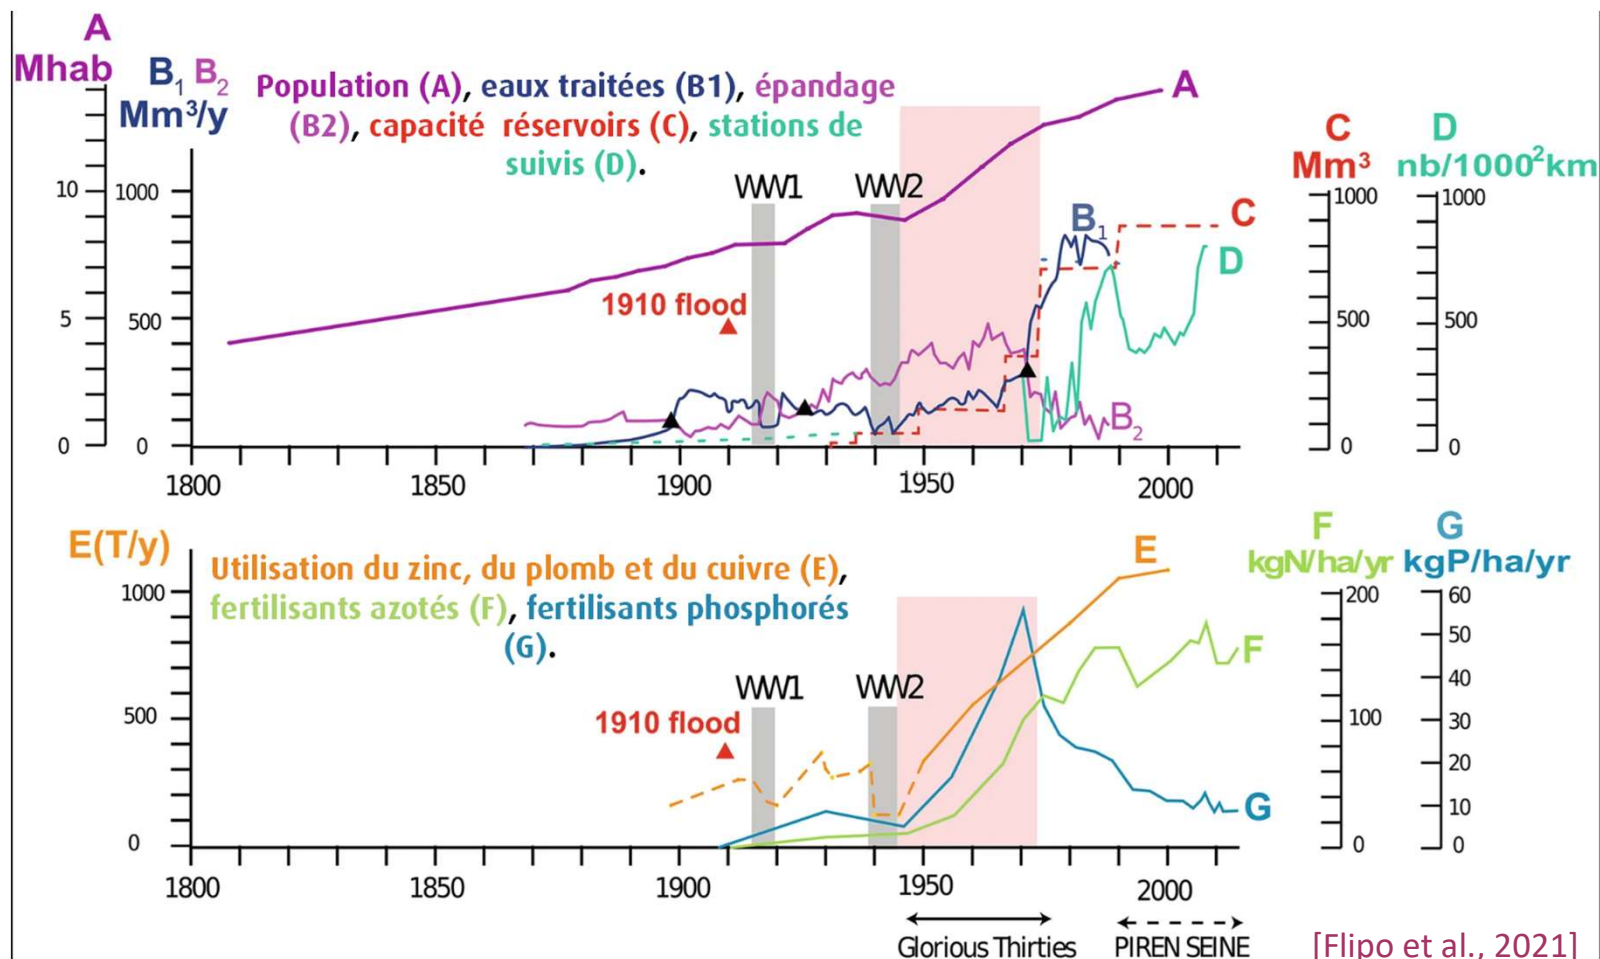 A
Mhab
B1 B2
Mm³/y
Population (A), eaux traitées (B1), épandage
(B2), capacité réservoirs (C), stations de
suivis (D).
A
C
Mm³
D
nb/1000²km
WW1
WW2
10
1000
1000
1000
B1
C
D
1910 flood
5
500
500
500
B2
0
0
0
0
1800
1850
1900
1950
2000
E(T/y)
Utilisation du zinc, du plomb et du cuivre (E),
fertilisants azotés (F), fertilisants phosphorés
(G).
E
F
kgN/ha/yr
G
kgP/ha/yr
1000
200
60
50
F
40
WW1
WW2
1910 flood
500
100
30
20
G
10
0
0
0
1800
1850
1900
1950
2000
Glorious Thirties
PIREN SEINE
[Flipo et al., 2021]